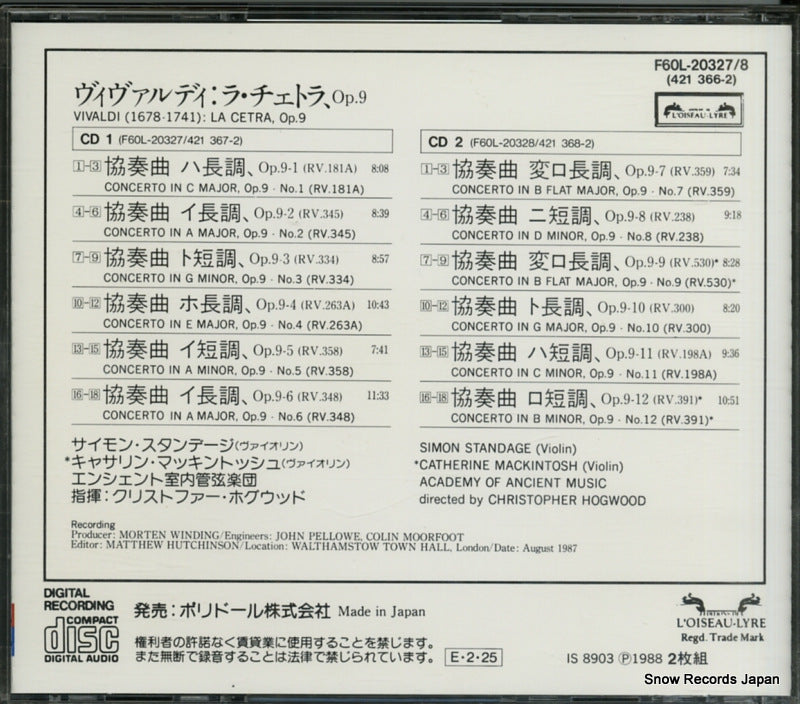 F60L-20327/8
(421 366-2)
ヴィヴァルディ:ラ・チェトラ、Op.9
VIVALDI (1678-1741): LA CETRA, Op.9
L'OISEAU-LYRE
CD 1 (F60L-20327/421 367-2)
1-3 協奏曲 ハ長調、Op.9-1 (RV.181A) 8:08
CONCERTO IN C MAJOR, Op.9 · No.1 (RV.181A)
4-6 協奏曲 イ長調、Op.9-2 (RV.345) 8:39
CONCERTO IN A MAJOR, Op.9 · No.2 (RV.345)
7-9 協奏曲 ト短調、Op.9-3 (RV.334) 8:57
CONCERTO IN G MINOR, Op.9 · No.3 (RV.334)
10-12 協奏曲 ホ長調、Op.9-4 (RV.263A) 10:43
CONCERTO IN E MAJOR, Op.9 · No.4 (RV.263A)
13-15 協奏曲 イ短調、Op.9-5 (RV.358) 7:41
CONCERTO IN A MINOR, Op.9 · No.5 (RV.358)
16-18 協奏曲 イ長調、Op.9-6 (RV.348) 11:33
CONCERTO IN A MAJOR, Op.9 · No.6 (RV.348)
CD 2 (F60L-20328/421 368-2)
1-3 協奏曲 変ロ長調、Op.9-7 (RV.359) 7:34
CONCERTO IN B FLAT MAJOR, Op.9 · No.7 (RV.359)
4-6 協奏曲 ニ短調、Op.9-8 (RV.238) 9:18
CONCERTO IN D MINOR, Op.9 · No.8 (RV.238)
7-9 協奏曲 変ロ長調、Op.9-9 (RV.530)* 8:28
CONCERTO IN B FLAT MAJOR, Op.9 · No.9 (RV.530)*
10-12 協奏曲 ト長調、Op.9-10 (RV.300) 8:20
CONCERTO IN G MAJOR, Op.9 · No.10 (RV.300)
13-15 協奏曲 ハ短調、Op.9-11 (RV.198A) 9:36
CONCERTO IN C MINOR, Op.9 · No.11 (RV.198A)
16-18 協奏曲 ロ短調、Op.9-12 (RV.391)* 10:51
CONCERTO IN B MINOR, Op.9 · No.12 (RV.391)*
サイモン・スタンデージ(ヴァイオリン)
*キャサリン・マッキントッシュ(ヴァイオリン)
エンシェント室内管弦楽団
指揮:クリストファー・ホグウッド
SIMON STANDAGE (Violin)
*CATHERINE MACKINTOSH (Violin)
ACADEMY OF ANCIENT MUSIC
directed by CHRISTOPHER HOGWOOD
Recording
Producer: MORTEN WINDING/Engineers: JOHN PELLOWE, COLIN MOORFOOT
Editor: MATTHEW HUTCHINSON/Location: WALTHAMSTOW TOWN HALL, London/Date: August 1987
DIGITAL
RECORDING
COMPACT
disc
DIGITAL AUDIO
発売:ポリドール株式会社 Made in Japan
権利者の許諾なく賃貸業に使用することを禁じます。
また無断で録音することは法律で禁じられています。 E・2・25
EDITIONS DE
L'OISEAU-LYRE
Regd. Trade Mark
IS 8903 Ⓟ1988 2枚組
Snow Records Japan